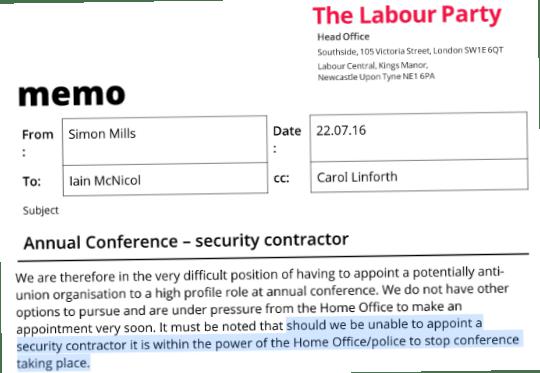 The Labour Party
Head Office
Southside, 105 Victoria Street, London SW1E 6QT
Labour Central, Kings Manor,
Newcastle Upon Tyne NE1 6PA
memo
From
:
Simon Mills
Date
:
22.07.16
To:
Iain McNicol
cc:
Carol Linforth
Subject
Annual Conference – security contractor
We are therefore in the very difficult position of having to appoint a potentially anti-
union organisation to a high profile role at annual conference. We do not have other
options to pursue and are under pressure from the Home Office to make an
appointment very soon. It must be noted that should we be unable to appoint a
security contractor it is within the power of the Home Office/police to stop conference
taking place.